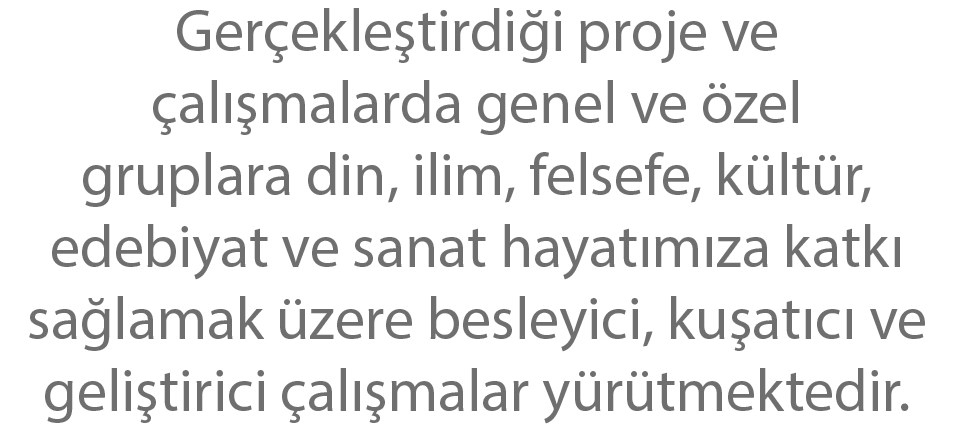 Gerçekleştirdiği proje ve
çalışmalarda genel ve özel
gruplara din, ilim, felsefe, kültür,
edebiyat ve sanat hayatımıza katkı
sağlamak üzere besleyici, kuşatıcı ve
geliştirici çalışmalar yürütmektedir.